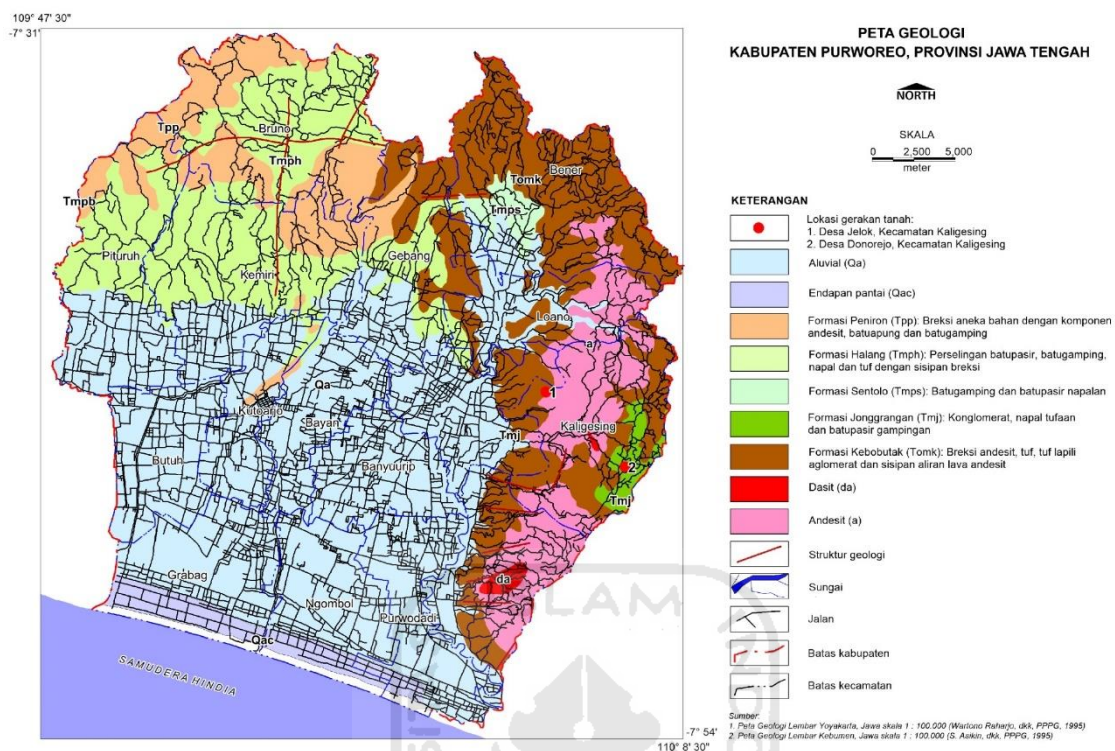 109° 47' 30"
-7° 31'
Tpp
Bruno
Tmph
Tmpb
Tomk
Bener
Tmps
Pituruh
Kemiri
Gebang
Loano
a
1
Qa
Kutoarjo
Bayan
Tmj
Kaligesing
Butuh
Banyuurip
2
Tmj
da
Grabag
Ngombol
Purwodadi
Qac
SAMUDERA HINDIA
-7° 54'
110° 8' 30"
PETA GEOLOGI
KABUPATEN PURWOREO, PROVINSI JAWA TENGAH
NORTH
SKALA
0 2,500 5,000
meter
KETERANGAN
Lokasi gerakan tanah:
1. Desa Jelok, Kecamatan Kaligesing
2. Desa Donorejo, Kecamatan Kaligesing
Aluvial (Qa)
Endapan pantai (Qac)
Formasi Peniron (Tpp): Breksi aneka bahan dengan komponen
andesit, batuapung dan batugamping
Formasi Halang (Tmph): Perselingan batupasir, batugamping,
napal dan tuf dengan sisipan breksi
Formasi Sentolo (Tmps): Batugamping dan batupasir napalan
Formasi Jonggrangan (Tmj): Konglomerat, napal tufaan
dan batupasir gampingan
Formasi Kebobutak (Tomk): Breksi andesit, tuf, tuf lapili
aglomerat dan sisipan aliran lava andesit
Dasit (da)
Andesit (a)
Struktur geologi
Sungai
Jalan
Batas kabupaten
Batas kecamatan
Sumber:
1. Peta Geologi Lembar Yoyakarta, Jawa skala 1 : 100.000 (Wartono Raharjo, dkk, PPPG, 1995)
2. Peta Geologi Lembar Kebumen, Jawa skala 1 : 100.000 (S. Asikin, dkk, PPPG, 1995)